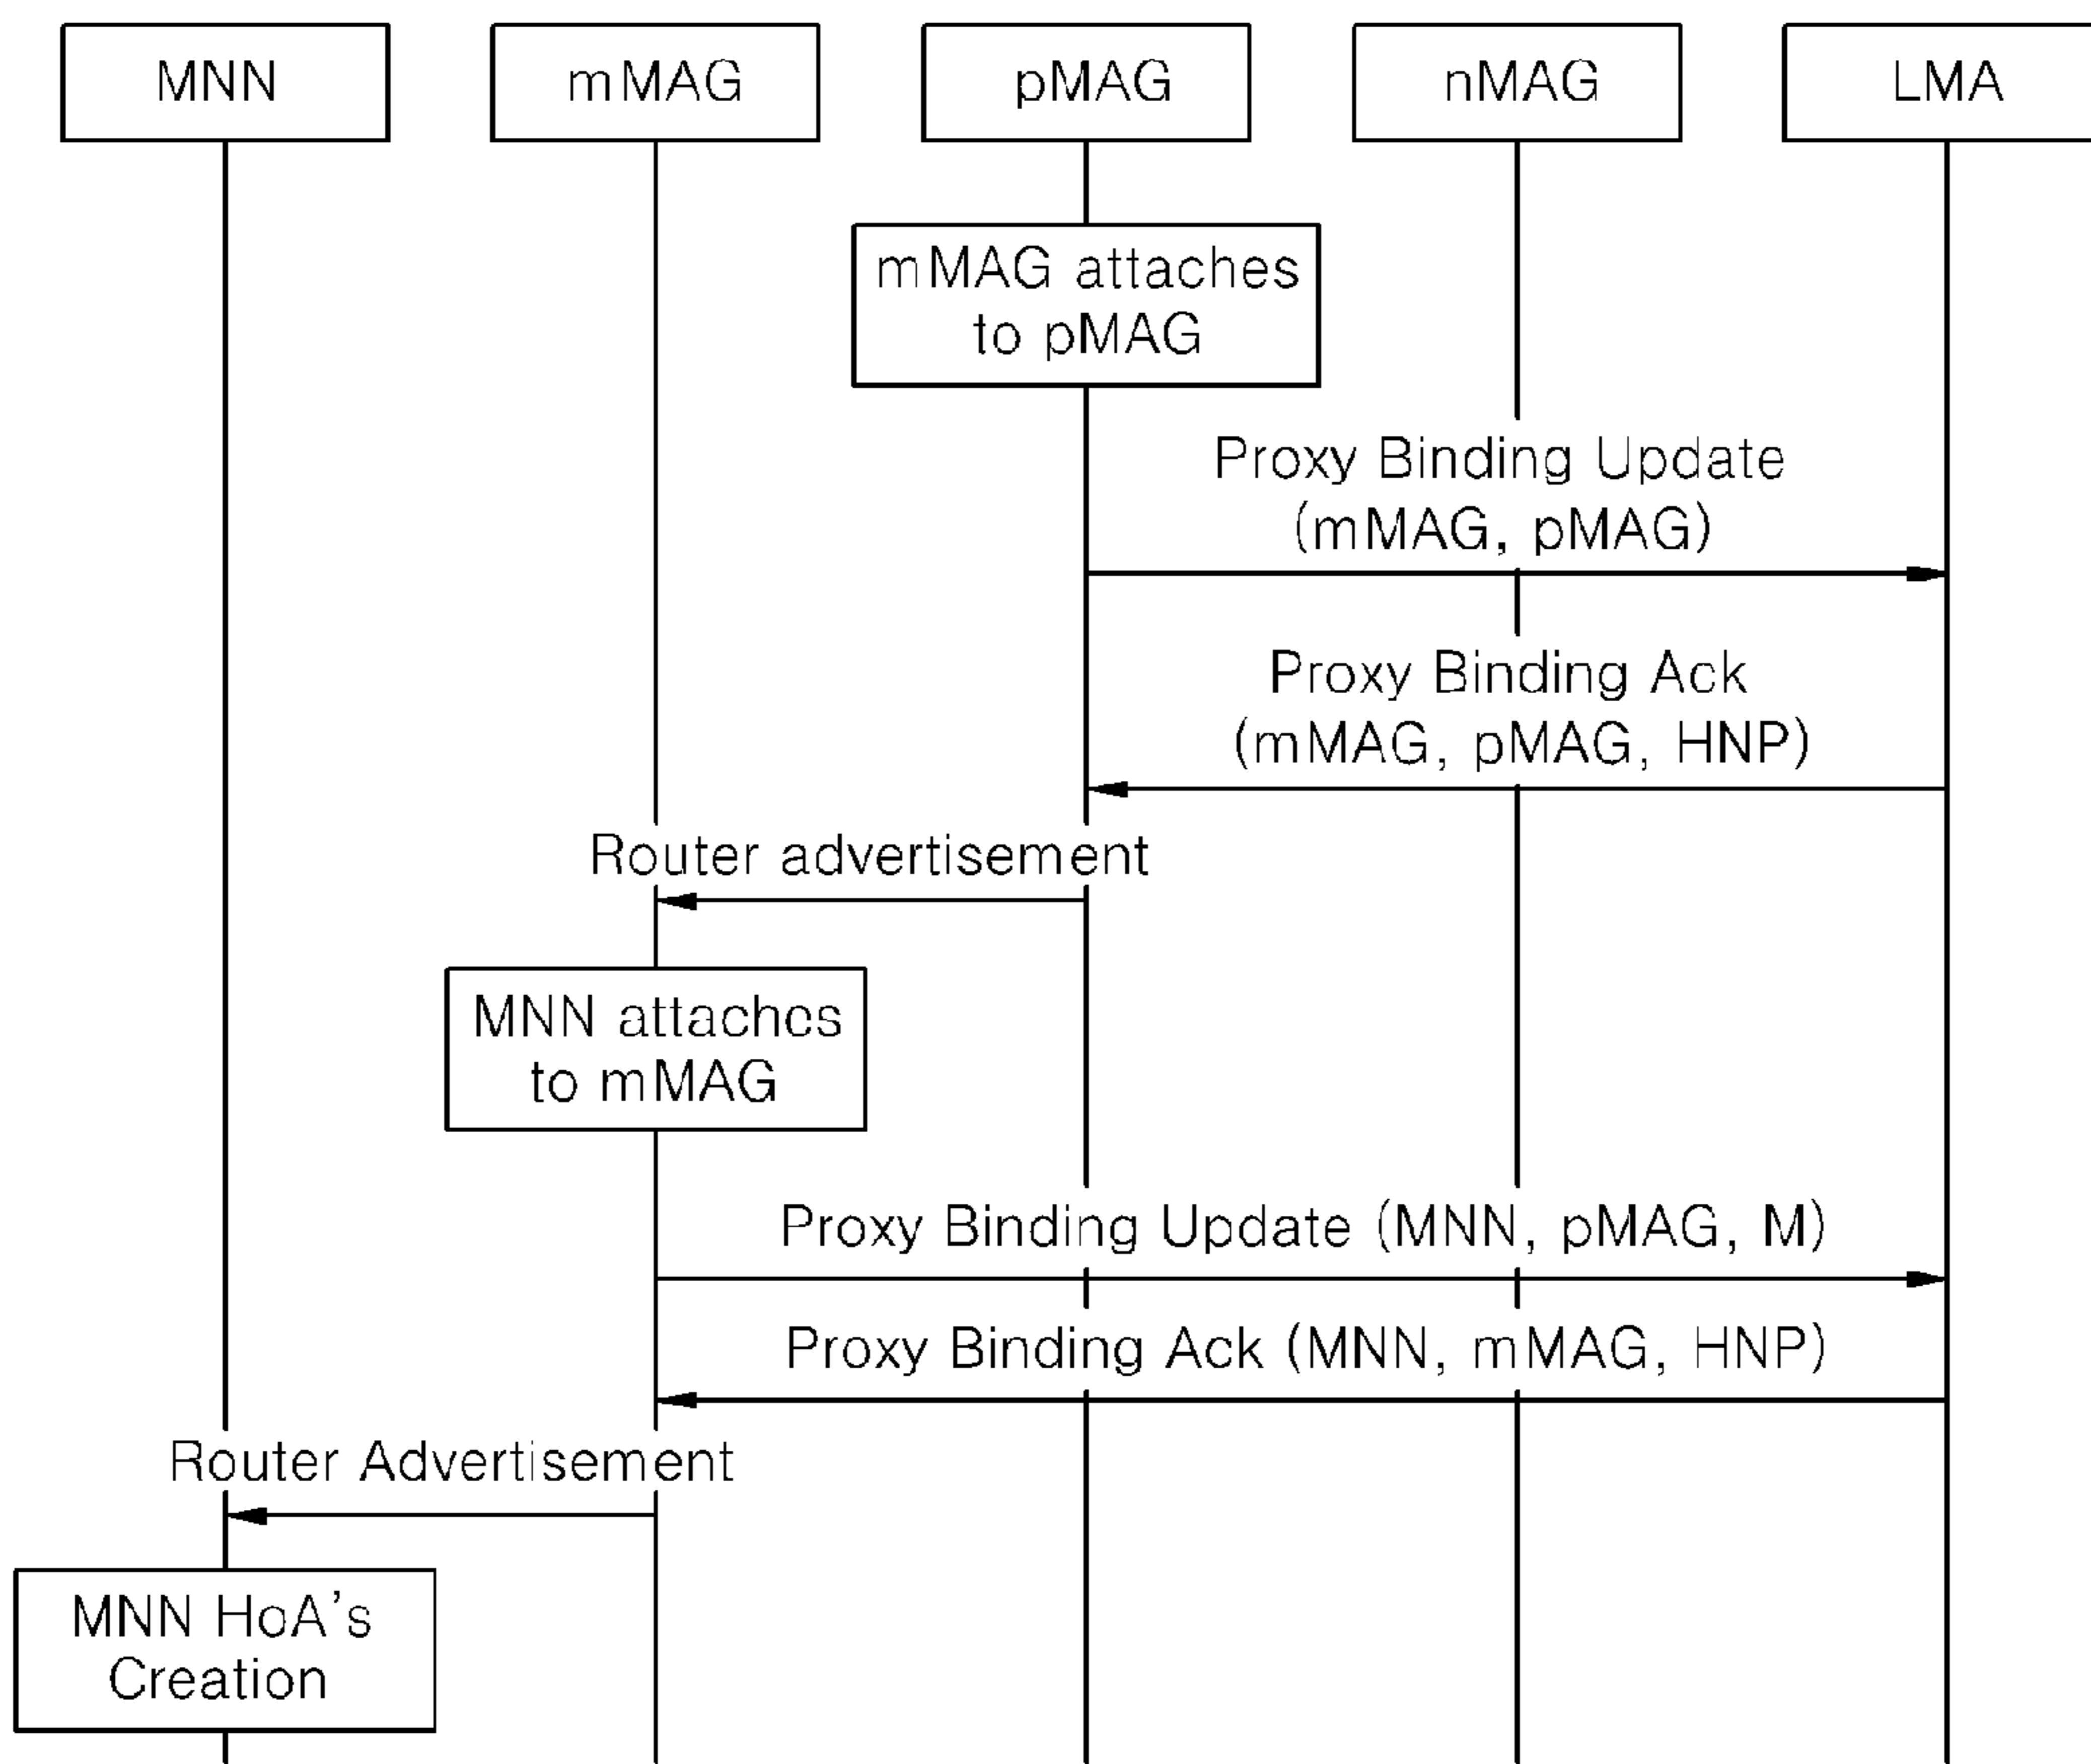 MNN
mMAG
pMAG
nMAG
LMA
mMAG attaches
to pMAG
Proxy Binding Update
(mMAG, pMAG)
Proxy Binding Ack
(mMAG, pMAG, HNP)
Router advertisement
MNN attaches
to mMAG
Proxy Binding Update (MNN, pMAG, M)
Proxy Binding Ack (MNN, mMAG, HNP)
Router Advertisement
MNN HoA's
Creation